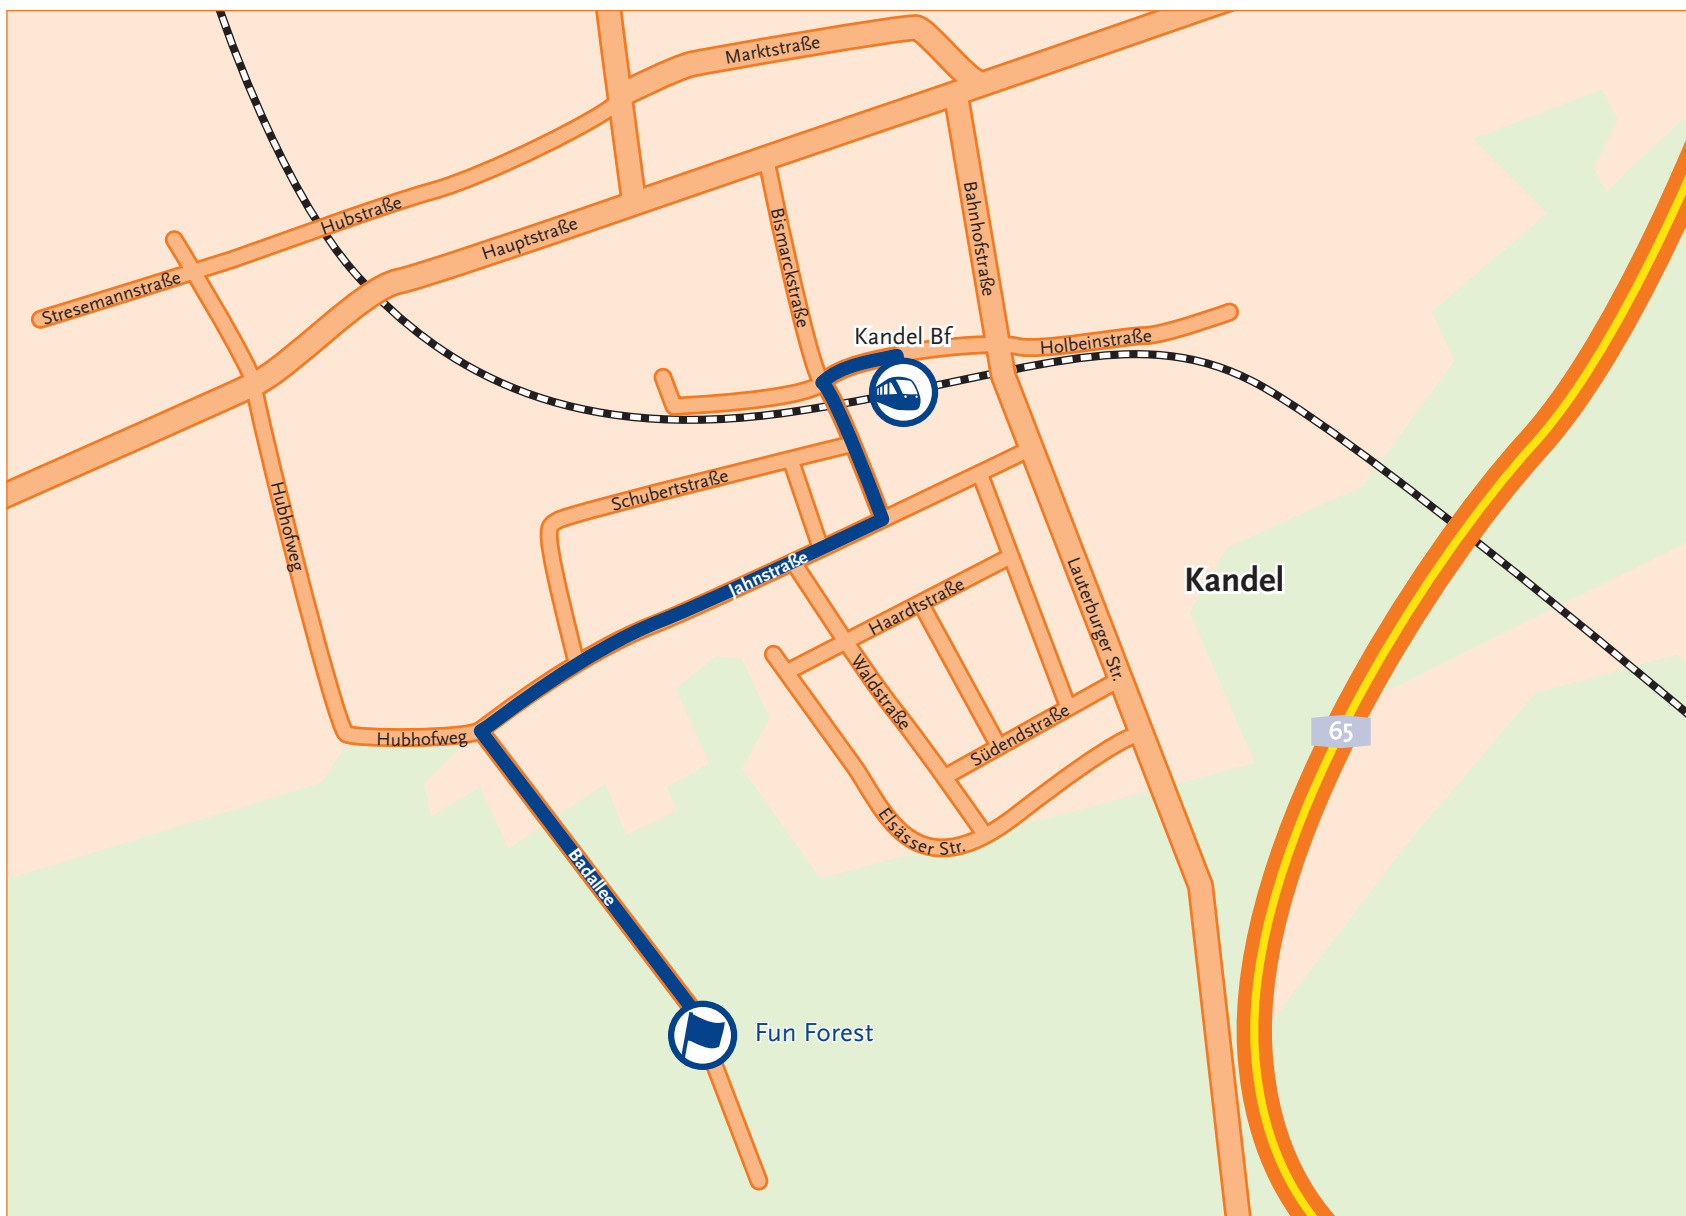 Marktstraße
Hubstraße
Hauptstraße
Stresemannstraße
Bismarckstraße
Bahnhofstraße
Kandel Bf
Holbeinstraße
Schubertstraße
Hubhofweg
Jahnstraße
Haardtstraße
Lauterburger Str.
Kandel
Waldstraße
Südendstraße
Hubhofweg
65
Elsässer Str.
Badallee
Fun Forest